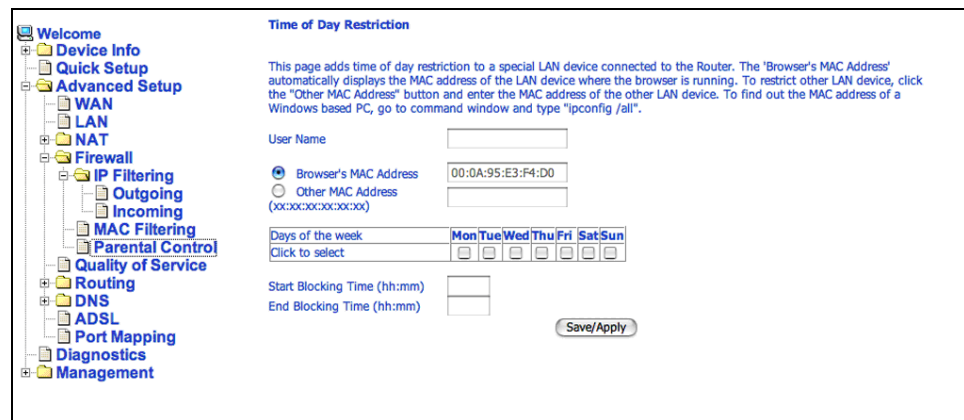 Welcome
Device Info
Quick Setup
Advanced Setup
WAN
LAN
NAT
Firewall
IP Filtering
Outgoing
Incoming
MAC Filtering
Parental Control
Quality of Service
Routing
DNS
ADSL
Port Mapping
Diagnostics
Management
Time of Day Restriction
This page adds time of day restriction to a special LAN device connected to the Router. The 'Browser's MAC Address'
automatically displays the MAC address of the LAN device where the browser is running. To restrict other LAN device, click
the "Other MAC Address" button and enter the MAC address of the other LAN device. To find out the MAC address of a
Windows based PC, go to command window and type "ipconfig /all".
User Name
Browser's MAC Address 00:0A:95:E3:F4:D0
Other MAC Address
(xx:xx:xx:xx:xx:xx)
Days of the week Mon Tue Wed Thu Fri Sat Sun
Click to select
Start Blocking Time (hh:mm)
End Blocking Time (hh:mm)
Save/Apply